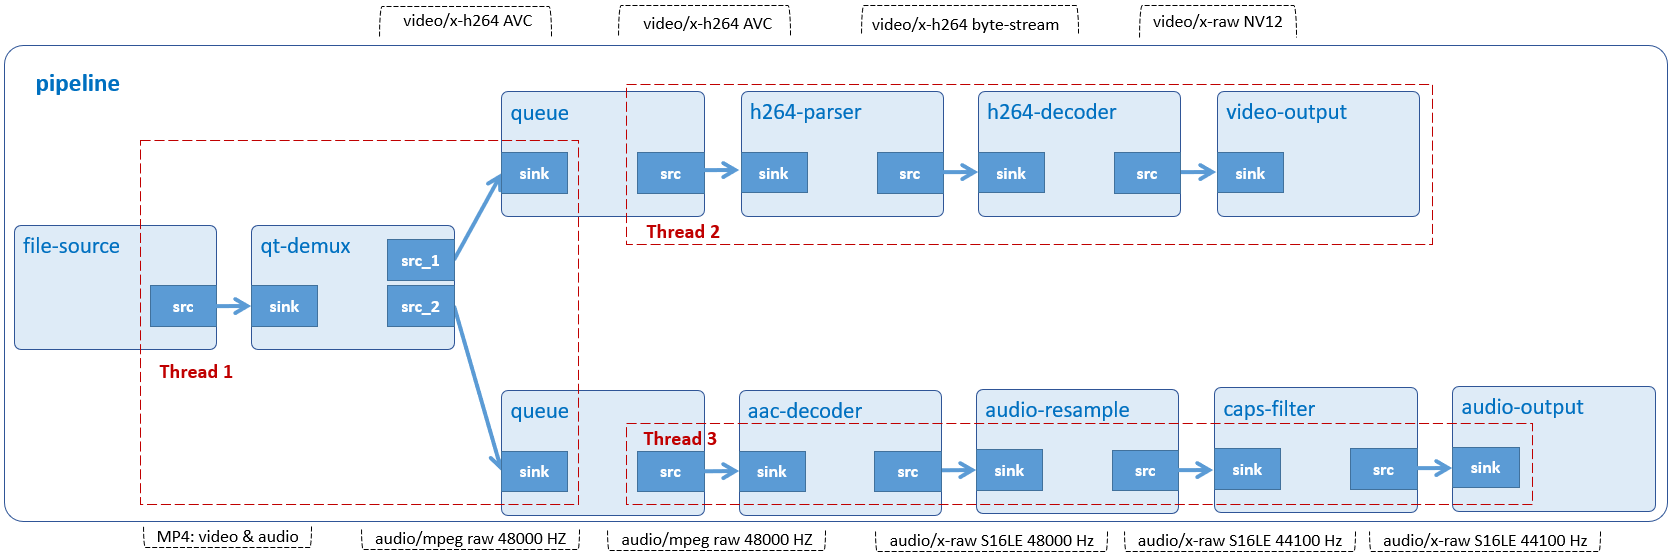 video/x-h264 AVC
video/x-h264 AVC
video/x-h264 byte-stream
video/x-raw NV12
pipeline
queue
h264-parser
h264-decoder
video-output
sink
src
sink
src
sink
src
sink
Thread 2
file-source
qt-demux
src_1
src
sink
src_2
Thread 1
queue
aac-decoder
audio-resample
caps-filter
audio-output
Thread 3
sink
src
sink
src
sink
src
sink
src
sink
MP4: video & audio
audio/mpeg raw 48000 HZ
audio/mpeg raw 48000 HZ
audio/x-raw S16LE 48000 Hz
audio/x-raw S16LE 44100 Hz
audio/x-raw S16LE 44100 Hz